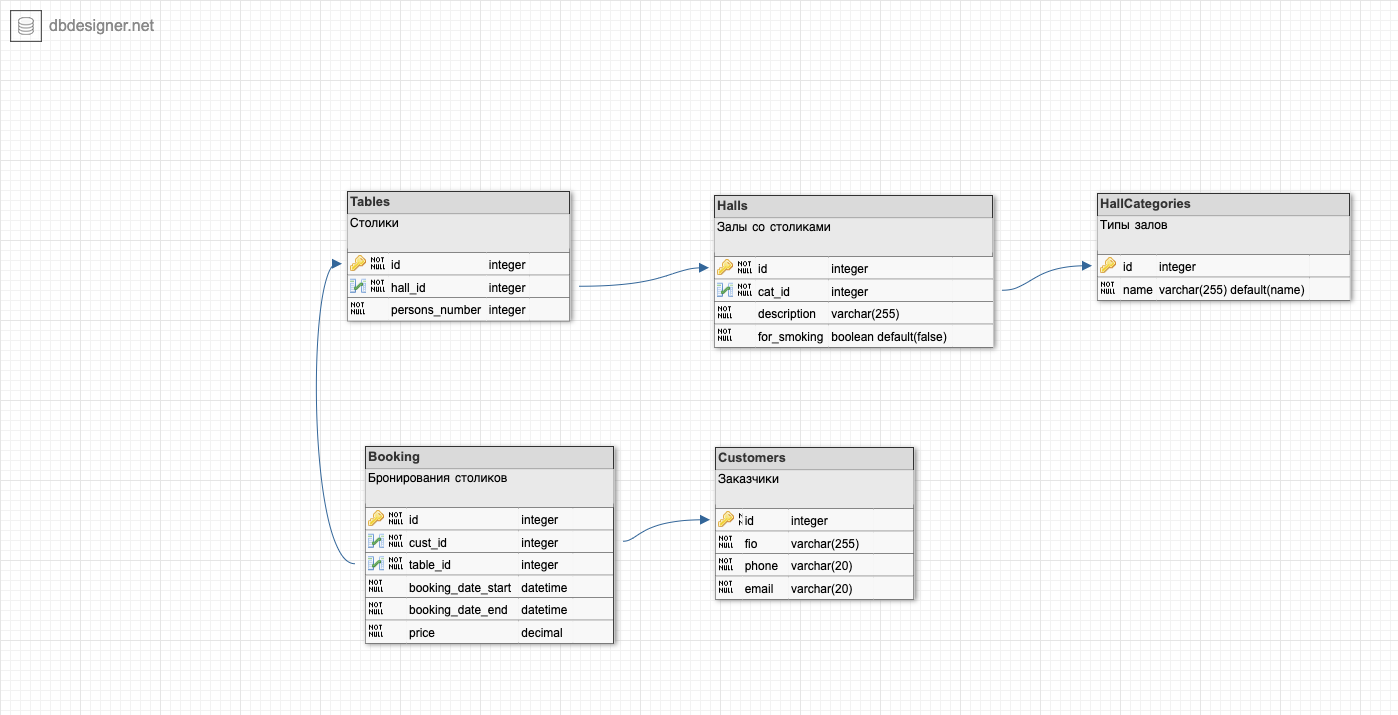 dbdesigner.net
Tables
Столики
NOT NULL id integer
NOT NULL hall_id integer
NOT NULL persons_number integer
Halls
Залы со столиками
NOT NULL id integer
NOT NULL cat_id integer
NOT NULL description varchar(255)
NOT NULL for_smoking boolean default(false)
HallCategories
Типы залов
id integer
NOT NULL name varchar(255) default(name)
Booking
Бронирования столиков
NOT NULL id integer
NOT NULL cust_id integer
NOT NULL table_id integer
NOT NULL booking_date_start datetime
NOT NULL booking_date_end datetime
NOT NULL price decimal
Customers
Заказчики
id integer
NOT NULL fio varchar(255)
NOT NULL phone varchar(20)
NOT NULL email varchar(20)